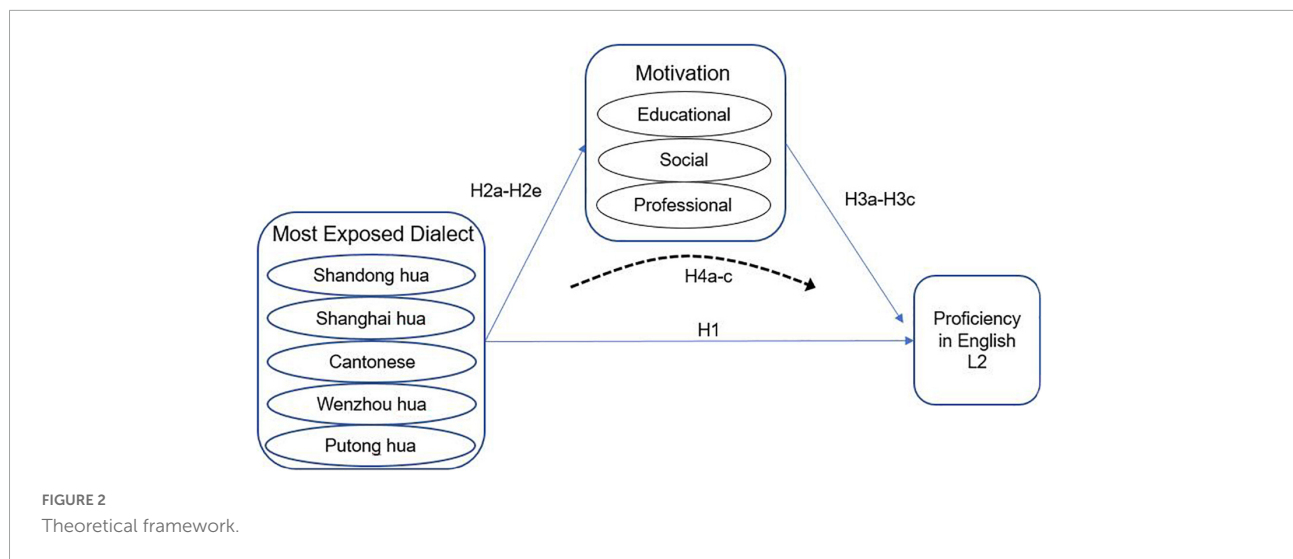 Motivation
Educational
Social
Professional
H2a-H2e
H3a-H3c
Most Exposed Dialect
Shandong hua
Shanghai hua
Cantonese
Wenzhou hua
Putong hua
H4a-c
H1
Proficiency
in English
L2
FIGURE 2
Theoretical framework.